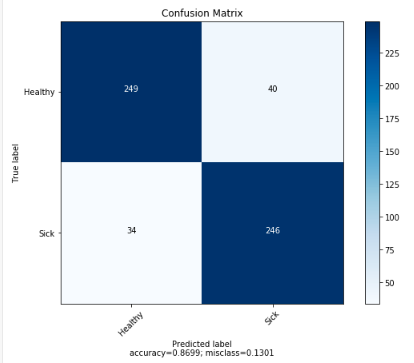 Confusion Matrix
Healthy
249
40
225
200
175
150
125
100
75
50
True label
Sick
34
246
Healthy
Sick
Predicted label
accuracy=0.8699; misclass=0.1301